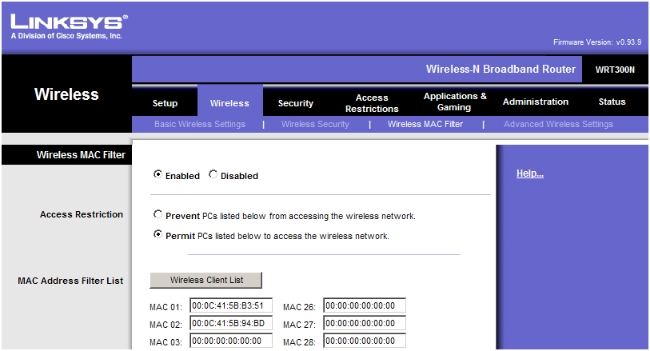 LINKSYS®
A Division of Cisco Systems, Inc.
Firmware Version: v0.93.9
Wireless-N Broadband Router WRT300N
Wireless
Setup Wireless Security Access Restrictions Applications & Gaming Administration Status
Basic Wireless Settings | Wireless Security | Wireless MAC Filter | Advanced Wireless Settings
Wireless MAC Filter
Enabled Disabled
Help...
Access Restriction
Prevent PCs listed below from accessing the wireless network.
Permit PCs listed below to access the wireless network.
MAC Address Filter List
Wireless Client List
MAC 01: 00:0C:41:5B:B3:51 MAC 26: 00:00:00:00:00:00
MAC 02: 00:0C:41:5B:94:BD MAC 27: 00:00:00:00:00:00
MAC 03: 00:00:00:00:00:00 MAC 28: 00:00:00:00:00:00